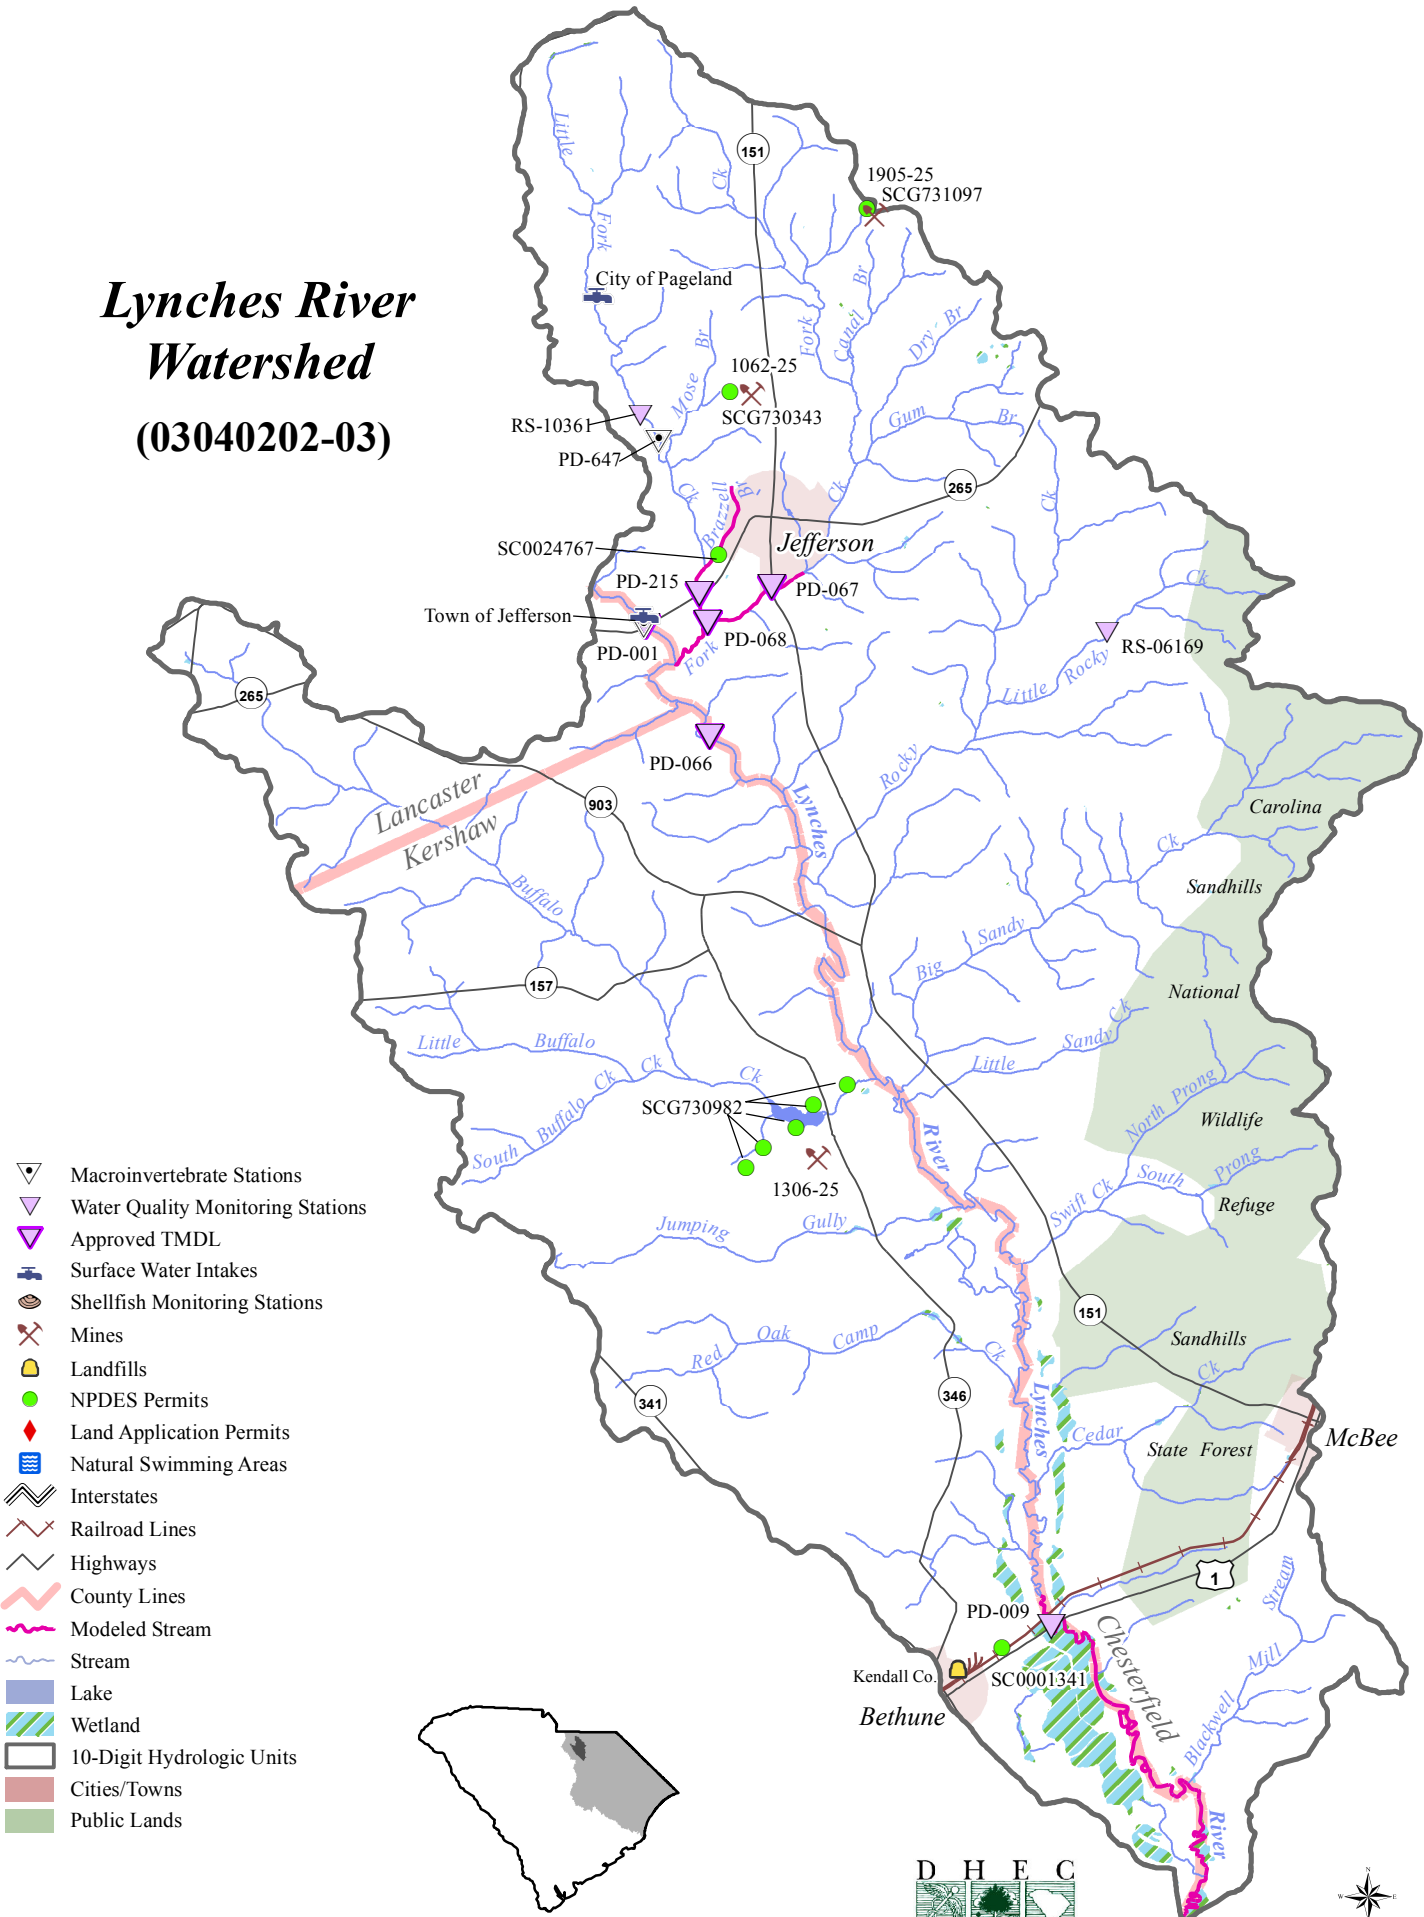 Lynches River
Watershed
(03040202-03)
Little
Fork
Ck
151
1905-25
SCG731097
City of Pageland
Mose Br
Fork
Canal Br
Dry Br
1062-25
SCG730343
Gum Br
RS-10361
PD-647
Ck
Brazzell
Br
Ck
265
Ck
Jefferson
SC0024767
PD-215
PD-067
Town of Jefferson
PD-001
PD-068
Fork
Ck
RS-06169
Little Rocky
265
PD-066
Lancaster
Kershaw
903
Lynches
Rocky
Carolina
Ck
Sandhills
Buffalo
Big Sandy
157
National
Little Buffalo
Ck
Ck
Ck
Little Sandy Ck
SCG730982
South Buffalo
North Prong
Wildlife
River
South Prong
1306-25
Swift Ck
Refuge
Jumping Gully
151
Red Oak Camp
Ck
Sandhills
Ck
341
346
Lynches
Cedar
State Forest
McBee
1
Stream
PD-009
Kendall Co.
SC0001341
Bethune
Chesterfield
Blackwell Mill
River
Macroinvertebrate Stations
Water Quality Monitoring Stations
Approved TMDL
Surface Water Intakes
Shellfish Monitoring Stations
Mines
Landfills
NPDES Permits
Land Application Permits
Natural Swimming Areas
Interstates
Railroad Lines
Highways
County Lines
Modeled Stream
Stream
Lake
Wetland
10-Digit Hydrologic Units
Cities/Towns
Public Lands
D H E C
N
W E